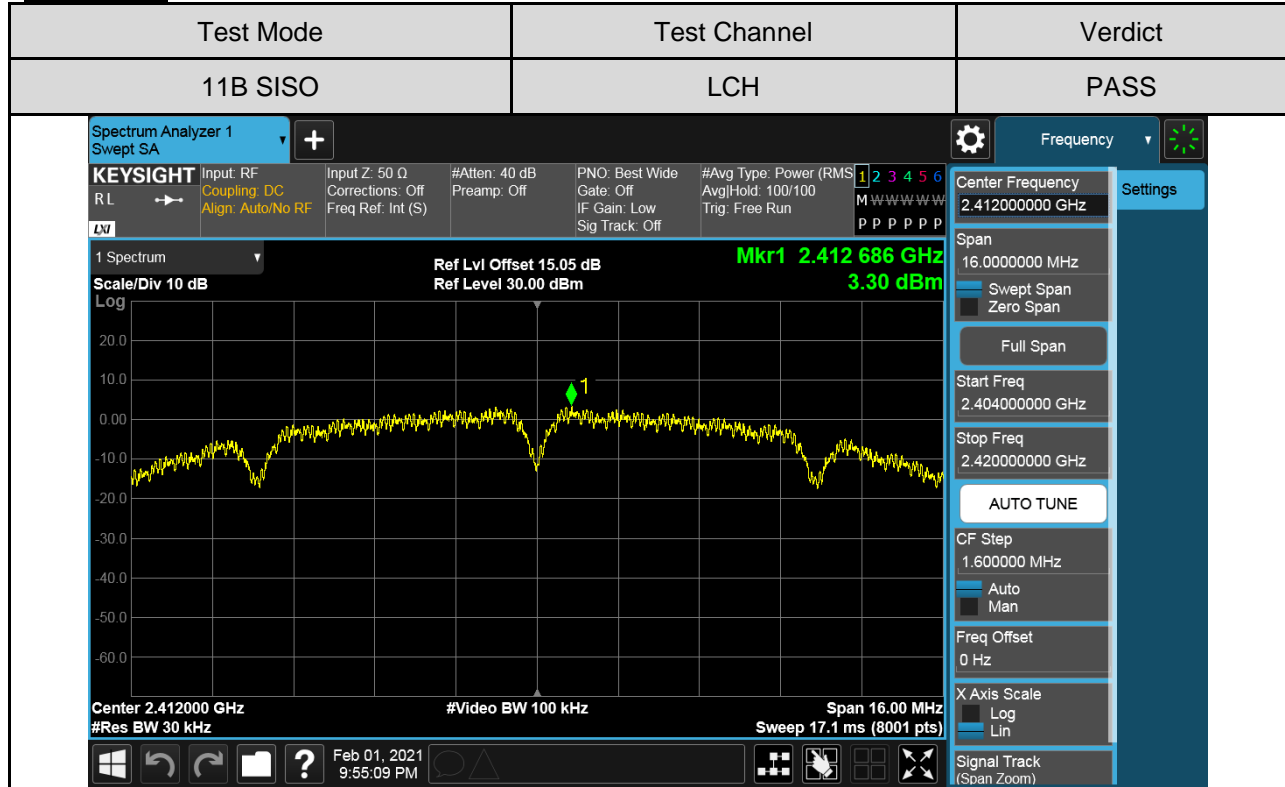 Test Mode Test Channel Verdict
11B SISO LCH PASS
Spectrum Analyzer 1
Swept SA
+
Frequency
KEYSIGHT
R L
LXI
Input: RF
Coupling: DC
Align: Auto/No RF
Input Z: 50 Ω
Corrections: Off
Freq Ref: Int (S)
#Atten: 40 dB
Preamp: Off
PNO: Best Wide
Gate: Off
IF Gain: Low
Sig Track: Off
#Avg Type: Power (RMS
Avg|Hold: 100/100
Trig: Free Run
1 2 3 4 5 6
M W W W W W
P P P P P P
1 Spectrum
Scale/Div 10 dB
Ref Lvl Offset 15.05 dB
Ref Level 30.00 dBm
Mkr1 2.412 686 GHz
3.30 dBm
Log
20.0
10.0
1
0.00
-10.0
-20.0
-30.0
-40.0
-50.0
-60.0
Center 2.412000 GHz
#Res BW 30 kHz
#Video BW 100 kHz
Span 16.00 MHz
Sweep 17.1 ms (8001 pts)
Center Frequency
2.412000000 GHz
Settings
Span
16.0000000 MHz
Swept Span
Zero Span
Full Span
Start Freq
2.404000000 GHz
Stop Freq
2.420000000 GHz
AUTO TUNE
CF Step
1.600000 MHz
Auto
Man
Freq Offset
0 Hz
X Axis Scale
Log
Lin
Signal Track
(Span Zoom)
?
Feb 01, 2021
9:55:09 PM